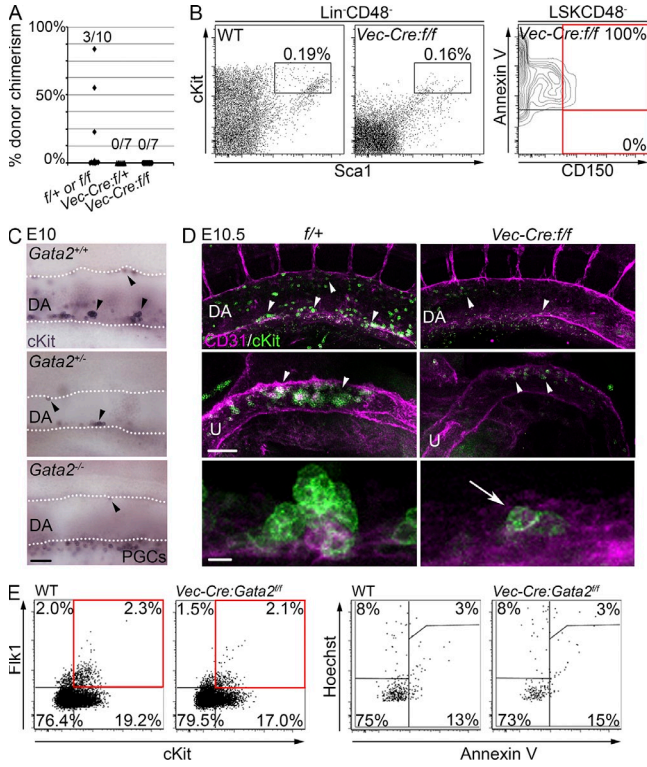 A
100%
50%
0%
% donor chimerism
3/10
0/7 0/7
f/+ or f/f
Vec-Cre:f/+
Vec-Cre:f/f
B
Lin-CD48-
LSKCD48-
WT
0.19%
Vec-Cre:f/f
0.16%
cKit
Sca1
Vec-Cre:f/f 100%
0%
Annexin V
CD150
C E10
Gata2+/+
DA
cKit
Gata2+/-
DA
Gata2-/-
DA
PGCs
D E10.5
f/+
Vec-Cre:f/f
DA
CD31/cKit
DA
U
U
E
WT
2.0% 2.3%
76.4% 19.2%
Vec-Cre:Gata2f/f
1.5% 2.1%
79.5% 17.0%
Flk1
cKit
WT
8% 3%
75% 13%
Vec-Cre:Gata2f/f
8% 3%
73% 15%
Hoechst
Annexin V